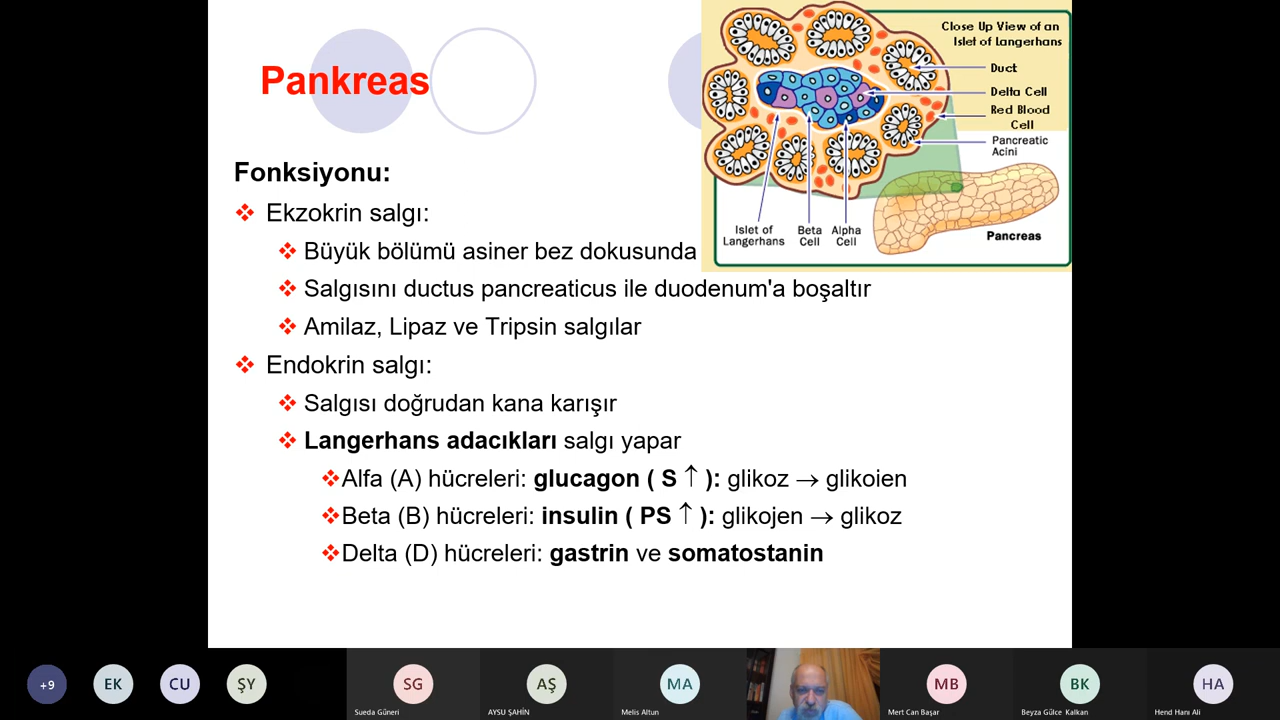 Pankreas
Close Up View of an
Islet of Langerhans
Duct
Delta Cell
Red Blood
Cell
Pancreatic
Acini
Islet of
Langerhans
Beta
Cell
Alpha
Cell
Pancreas
Fonksiyonu:
Ekzokrin salgı:
Büyük bölümü asiner bez dokusunda
Salgısını ductus pancreaticus ile duodenum'a boşaltır
Amilaz, Lipaz ve Tripsin salgılar
Endokrin salgı:
Salgısı doğrudan kana karışır
Langerhans adacıkları salgı yapar
Alfa (A) hücreleri: glucagon ( S ↑ ): glikoz → glikoien
Beta (B) hücreleri: insulin ( PS ↑ ): glikojen → glikoz
Delta (D) hücreleri: gastrin ve somatostanin
+9
EK
CU
ŞY
SG
Sueda Güneri
AŞ
AYSU ŞAHİN
MA
Melis Altun
MB
Mert Can Başar
BK
Beyza Gülce Kalkan
HA
Hend Hanı Ali